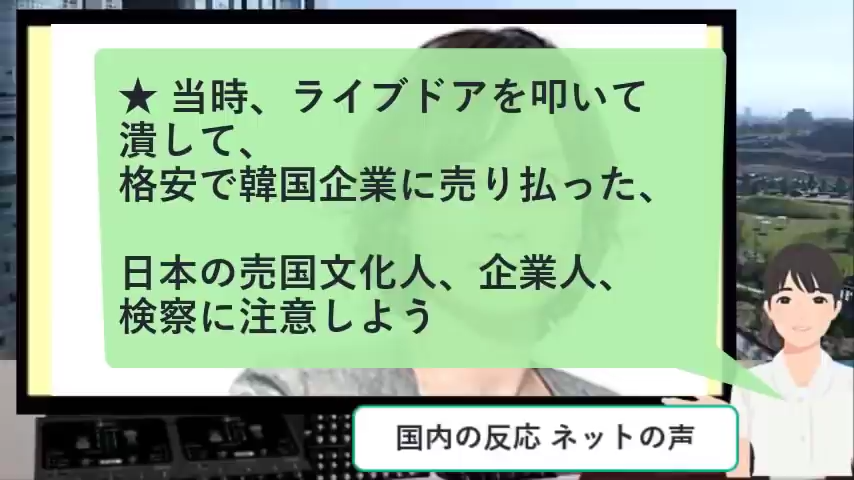 ★ 当時、ライブドアを叩いて
潰して、
格安で韓国企業に売り払った、
日本の売国文化人、企業人、
検察に注意しよう
国内の反応 ネットの声